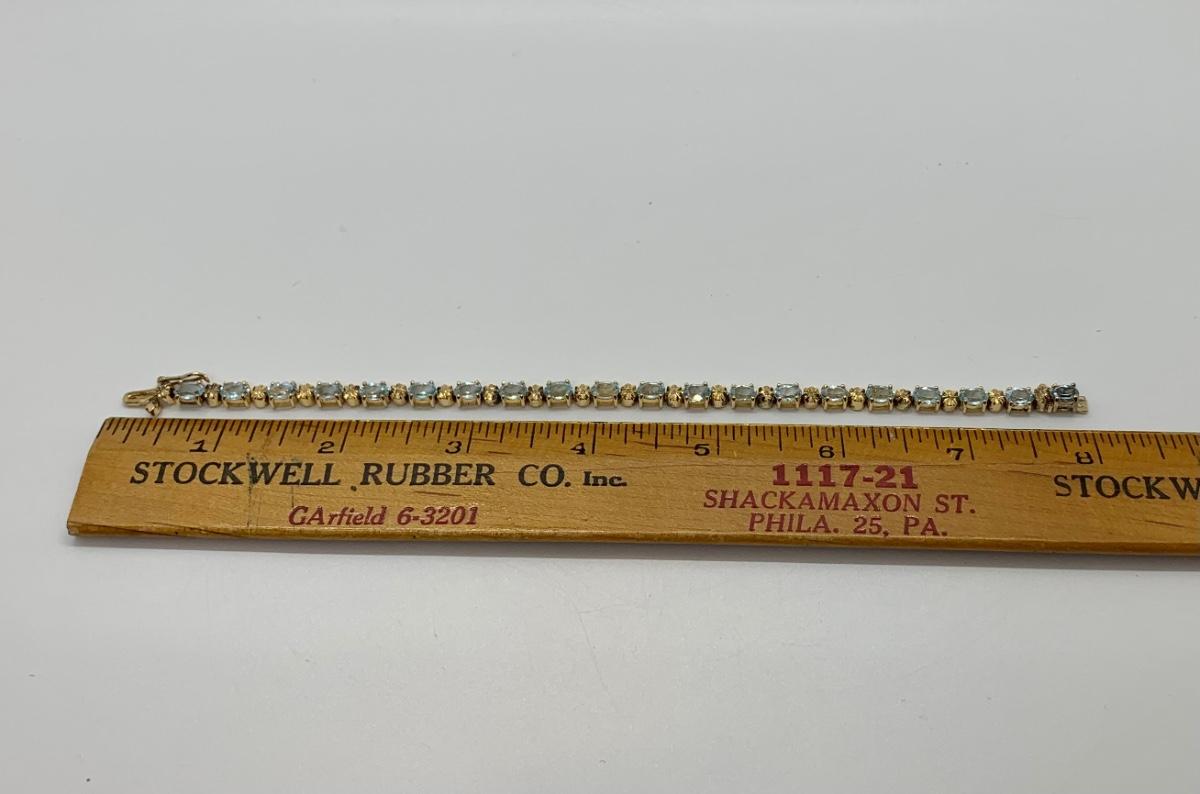 1 2 3 4 5 6 7 8
STOCKWELL RUBBER CO. Inc.
GArfield 6-3201
1117-21
SHACKAMAXON ST.
PHILA. 25, PA.
STOCKW